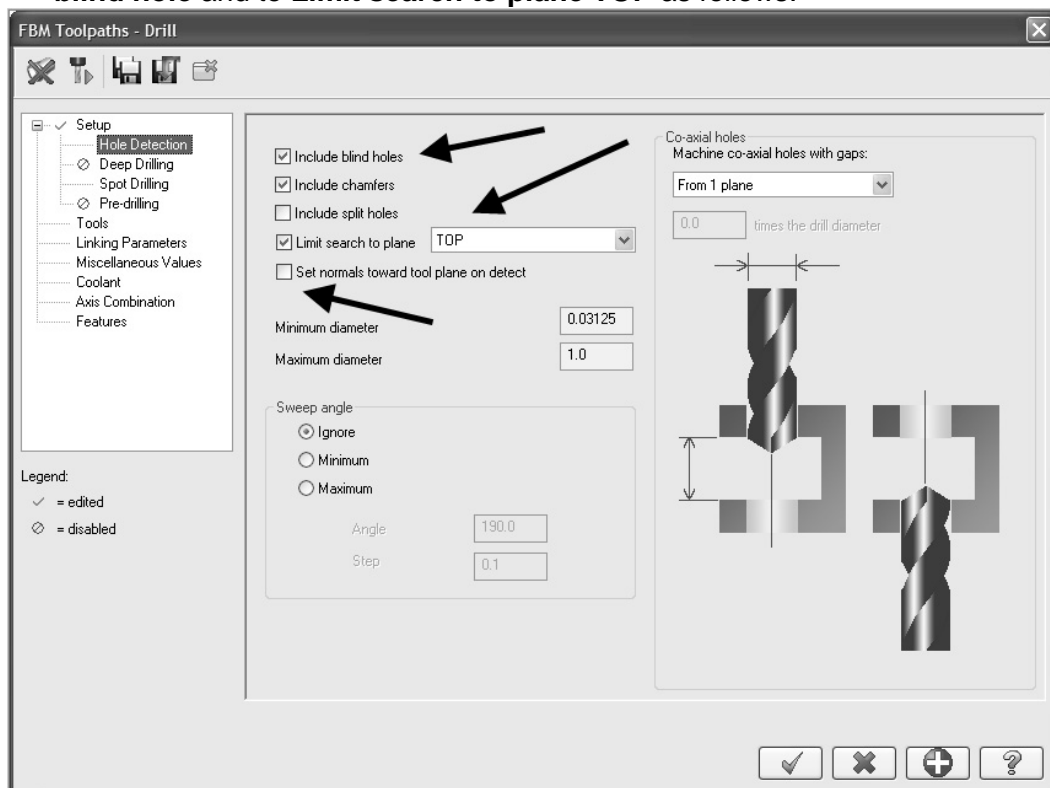 blind hole and to Limit search to plane TOP as follows:
FBM Toolpaths - Drill
Setup
Hole Detection
Deep Drilling
Spot Drilling
Pre-drilling
Tools
Linking Parameters
Miscellaneous Values
Coolant
Axis Combination
Features
Legend:
= edited
= disabled
Include blind holes
Include chamfers
Include split holes
Limit search to plane TOP
Set normals toward tool plane on detect
Minimum diameter 0.03125
Maximum diameter 1.0
Sweep angle
Ignore
Minimum
Maximum
Angle 190.0
Step 0.1
Co-axial holes
Machine co-axial holes with gaps:
From 1 plane
0.0 times the drill diameter
?